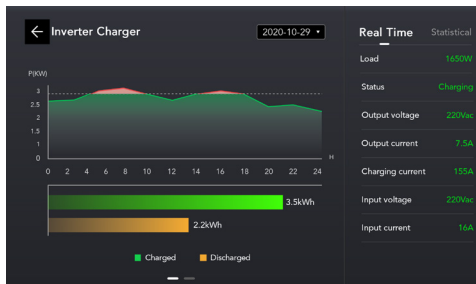 Inverter Charger
2020-10-29
P(KW)
3
2.5
2
1.5
1
0
H
0 2 4 6 8 10 12 14 16 18 20 22 24
3.5kWh
2.2kWh
Charged Discharged
Real Time Statistical
Load 1650W
Status Charging
Output voltage 220Vac
Output current 7.5A
Charging current 155A
Input voltage 220Vac
Input current 16A